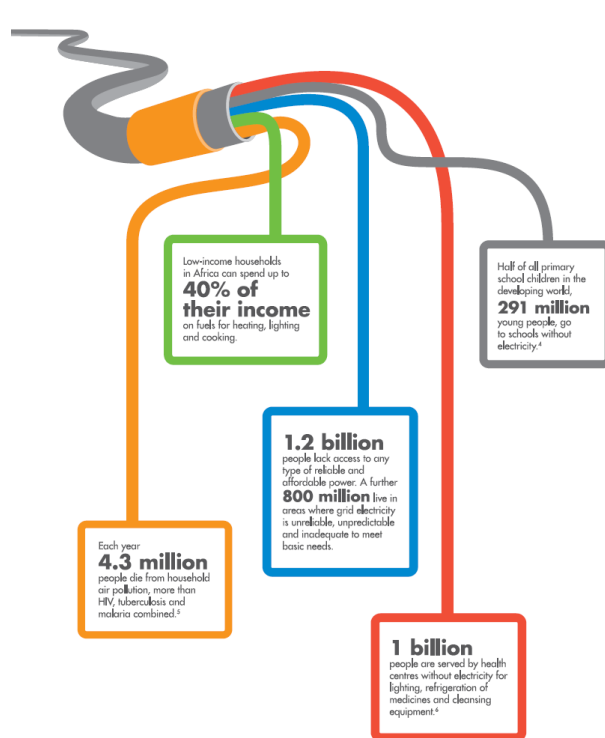 Low-income households
in Africa can spend up to
40% of
their income
on fuels for heating, lighting
and cooking.
Half of all primary
school children in the
developing world,
291 million
young people, go
to schools without
electricity.⁴
1.2 billion
people lack access to any
type of reliable and
affordable power. A further
800 million live in
areas where grid electricity
is unreliable, unpredictable
and inadequate to meet
basic needs.
Each year
4.3 million
people die from household
air pollution, more than
HIV, tuberculosis and
malaria combined.⁵
1 billion
people are served by health
centres without electricity for
lighting, refrigeration of
medicines and cleansing
equipment.⁶